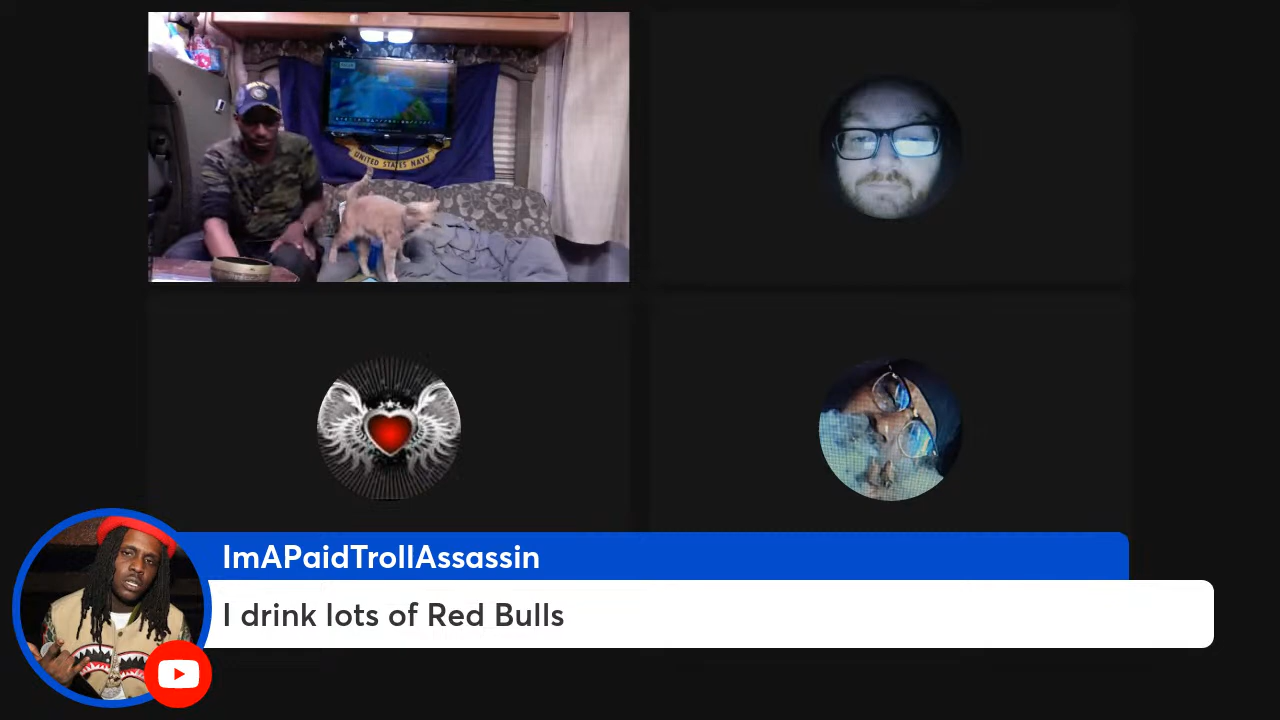 UNITED STATES NAVY
ImAPaidTrollAssassin
I drink lots of Red Bulls